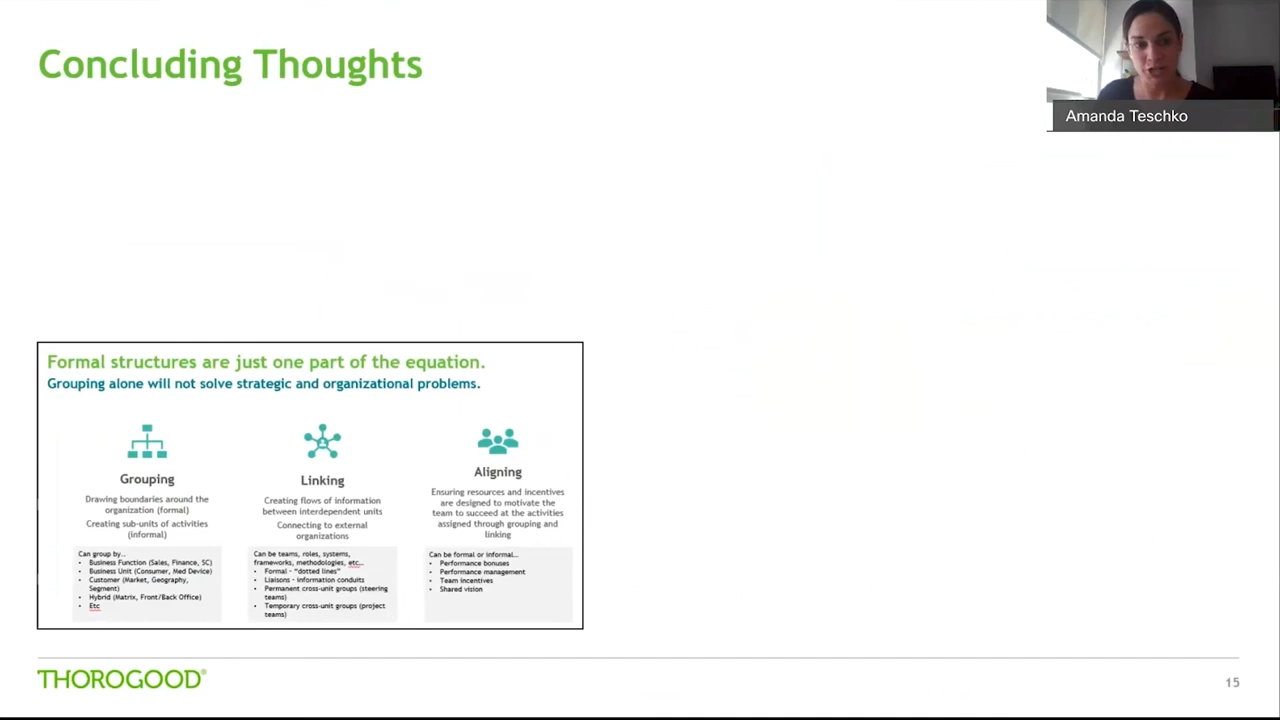 Concluding Thoughts
Amanda Teschko
Formal structures are just one part of the equation.
Grouping alone will not solve strategic and organizational problems.
Grouping
Drawing boundaries around the
organization (formal)
Creating sub-units of activities
(informal)
Can group by...
• Business Function (Sales, Finance, SC)
• Business Unit (Consumer, Med Device)
• Customer (Market, Geography,
Segment)
• Hybrid (Matrix, Front/Back Office)
• Etc
Linking
Creating flows of information
between interdependent units
Connecting to external
organizations
Can be teams, roles, systems,
frameworks, methodologies, etc...
• Formal - "dotted lines"
• Liaisons - information conduits
• Permanent cross-unit groups (steering
teams)
• Temporary cross-unit groups (project
teams)
Aligning
Ensuring resources and incentives
are designed to motivate the
team to succeed at the activities
assigned through grouping and
linking
Can be formal or informal...
• Performance bonuses
• Performance management
• Team incentives
• Shared vision
THOROGOOD®
15